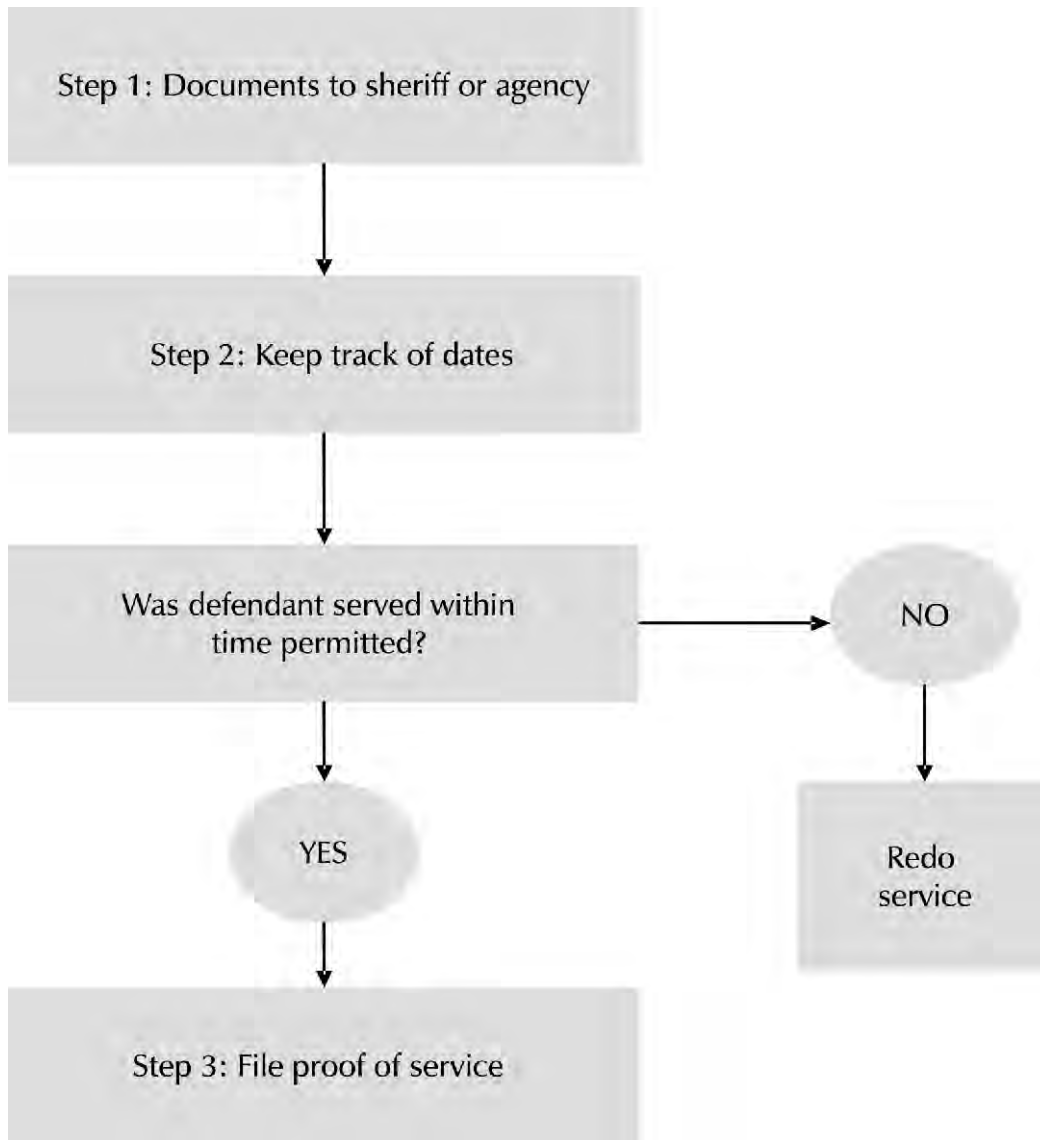 Step 1: Documents to sheriff or agency
Step 2: Keep track of dates
Was defendant served within
time permitted?
NO
YES
Redo
service
Step 3: File proof of service